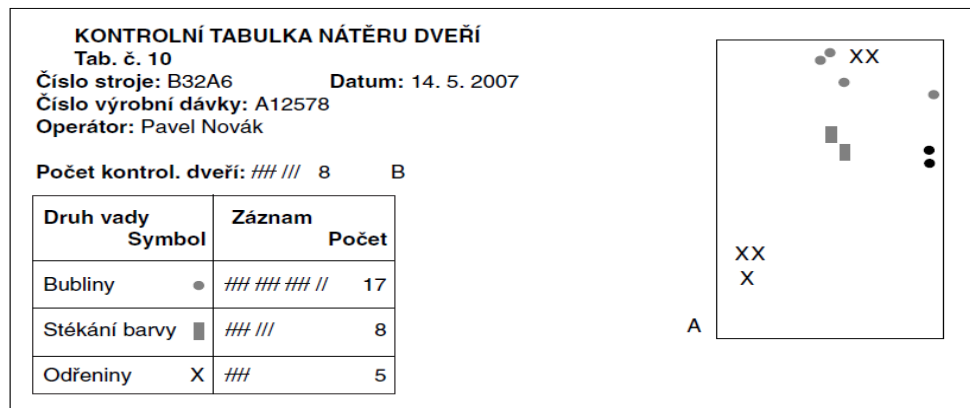 KONTROLNÍ TABULKA NÁTĚRU DVEŘÍ
Tab. č. 10
Číslo stroje: B32A6 Datum: 14. 5. 2007
Číslo výrobní dávky: A12578
Operátor: Pavel Novák
Počet kontrol. dveří: //// /// 8 B
Druh vady Záznam
Symbol Počet
Bubliny //// //// //// // 17
Stékání barvy //// /// 8
Odřeniny X //// 5
XX
XX
X
A